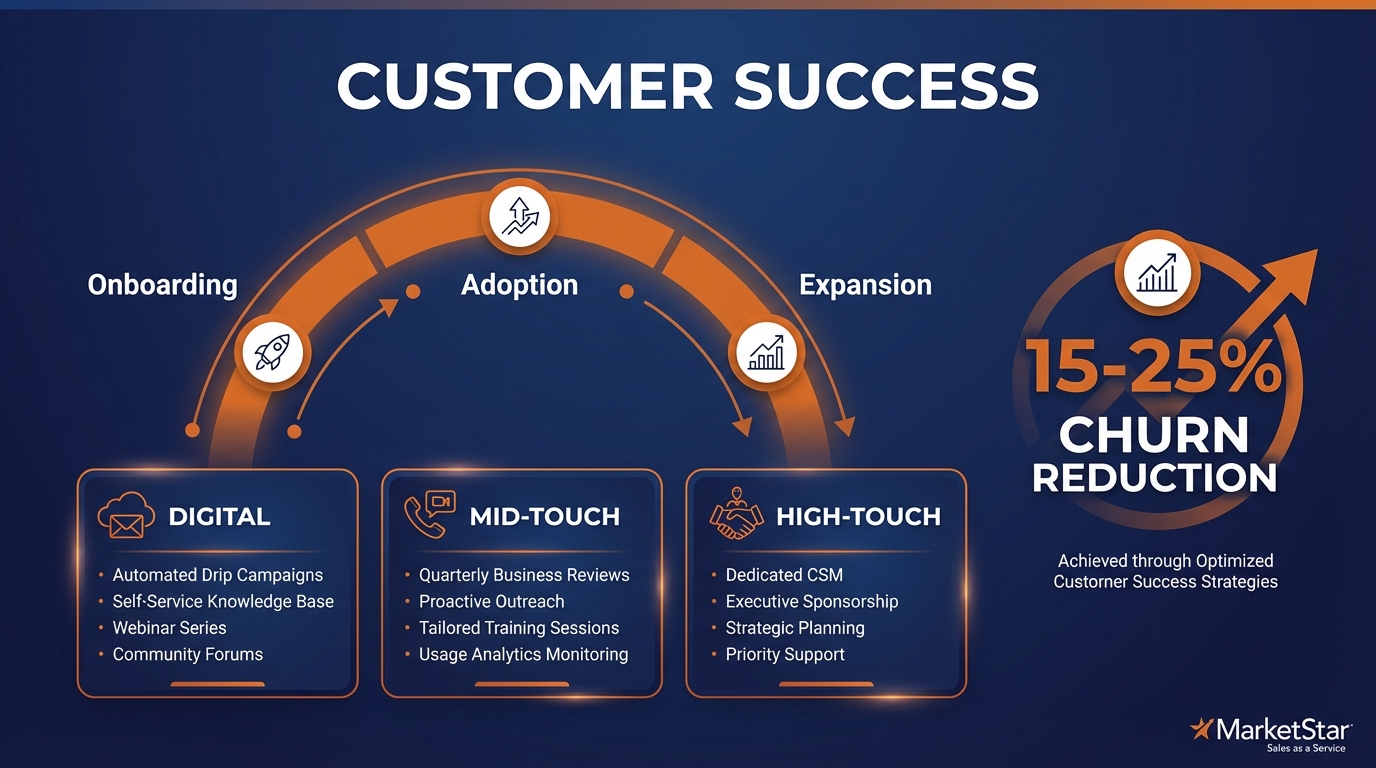 CUSTOMER SUCCESS
Onboarding
Adoption
Expansion
DIGITAL
• Automated Drip Campaigns
• Self-Service Knowledge Base
• Webinar Series
• Community Forums
MID-TOUCH
• Quarterly Business Reviews
• Proactive Outreach
• Tailored Training Sessions
• Usage Analytics Monitoring
HIGH-TOUCH
• Dedicated CSM
• Executive Sponsorship
• Strategic Planning
• Priority Support
15-25%
CHURN
REDUCTION
Achieved through Optimized
Customer Success Strategies
MarketStar
Sales as a Service